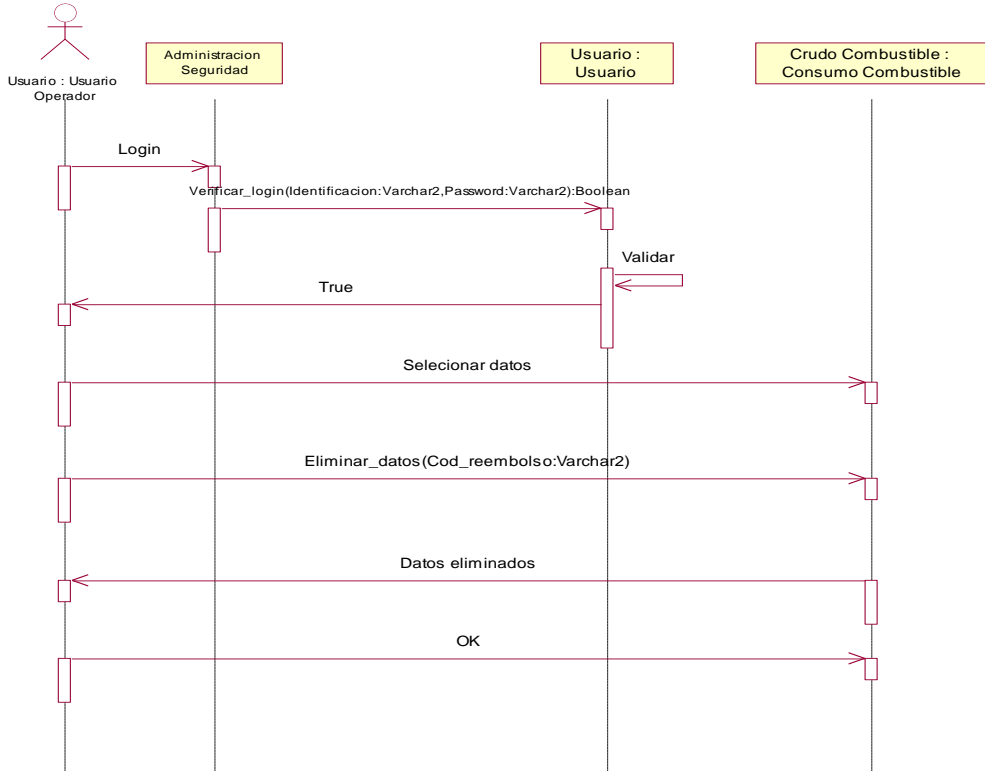 Usuario : Usuario
Operador
Administracion
Seguridad
Usuario :
Usuario
Crudo Combustible :
Consumo Combustible
Login
Verificar_login(Identificacion:Varchar2,Password:Varchar2):Boolean
Validar
True
Selecionar datos
Eliminar_datos(Cod_reembolso:Varchar2)
Datos eliminados
OK